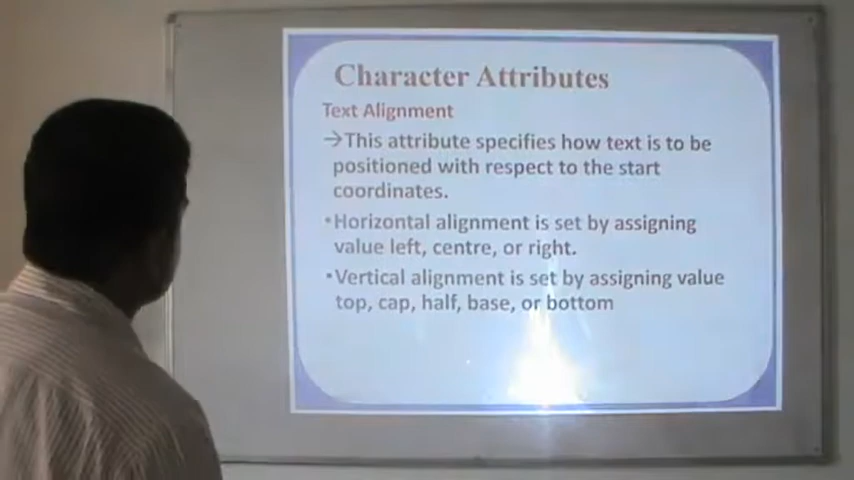 Character Attributes
Text Alignment
→This attribute specifies how text is to be
positioned with respect to the start
coordinates.
•Horizontal alignment is set by assigning
value left, centre, or right.
•Vertical alignment is set by assigning value
top, cap, half, base, or bottom